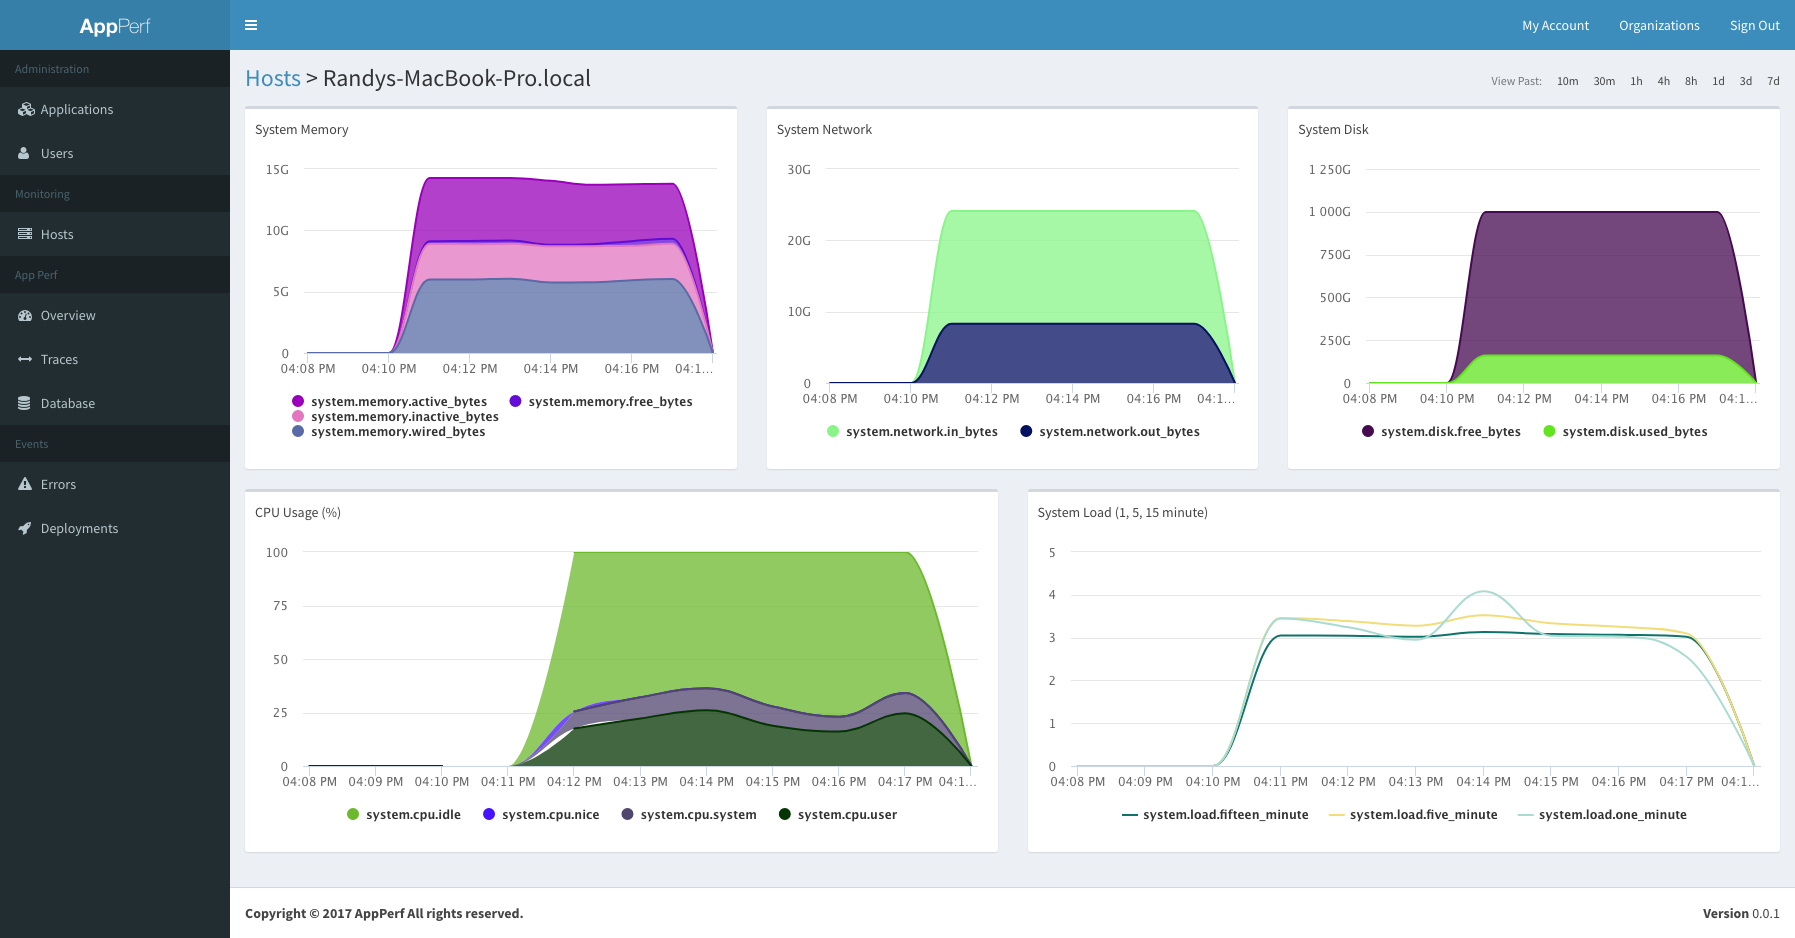 AppPerf
My Account Organizations Sign Out
Administration
Applications
Users
Monitoring
Hosts
App Perf
Overview
Traces
Database
Events
Errors
Deployments
Hosts > Randys-MacBook-Pro.local
View Past: 10m 30m 1h 4h 8h 1d 3d 7d
System Memory
15G
10G
5G
0
04:08 PM 04:10 PM 04:12 PM 04:14 PM 04:16 PM 04:1...
system.memory.active_bytes system.memory.free_bytes
system.memory.inactive_bytes
system.memory.wired_bytes
System Network
30G
20G
10G
0
04:08 PM 04:10 PM 04:12 PM 04:14 PM 04:16 PM 04:1...
system.network.in_bytes system.network.out_bytes
System Disk
1 250G
1 000G
750G
500G
250G
0
04:08 PM 04:10 PM 04:12 PM 04:14 PM 04:16 PM 04:1...
system.disk.free_bytes system.disk.used_bytes
CPU Usage (%)
100
75
50
25
0
04:08 PM 04:09 PM 04:10 PM 04:11 PM 04:12 PM 04:13 PM 04:14 PM 04:15 PM 04:16 PM 04:17 PM 04:1...
system.cpu.idle system.cpu.nice system.cpu.system system.cpu.user
System Load (1, 5, 15 minute)
5
4
3
2
1
0
04:08 PM 04:09 PM 04:10 PM 04:11 PM 04:12 PM 04:13 PM 04:14 PM 04:15 PM 04:16 PM 04:17 PM 04:1...
system.load.fifteen_minute system.load.five_minute system.load.one_minute
Copyright © 2017 AppPerf All rights reserved.
Version 0.0.1